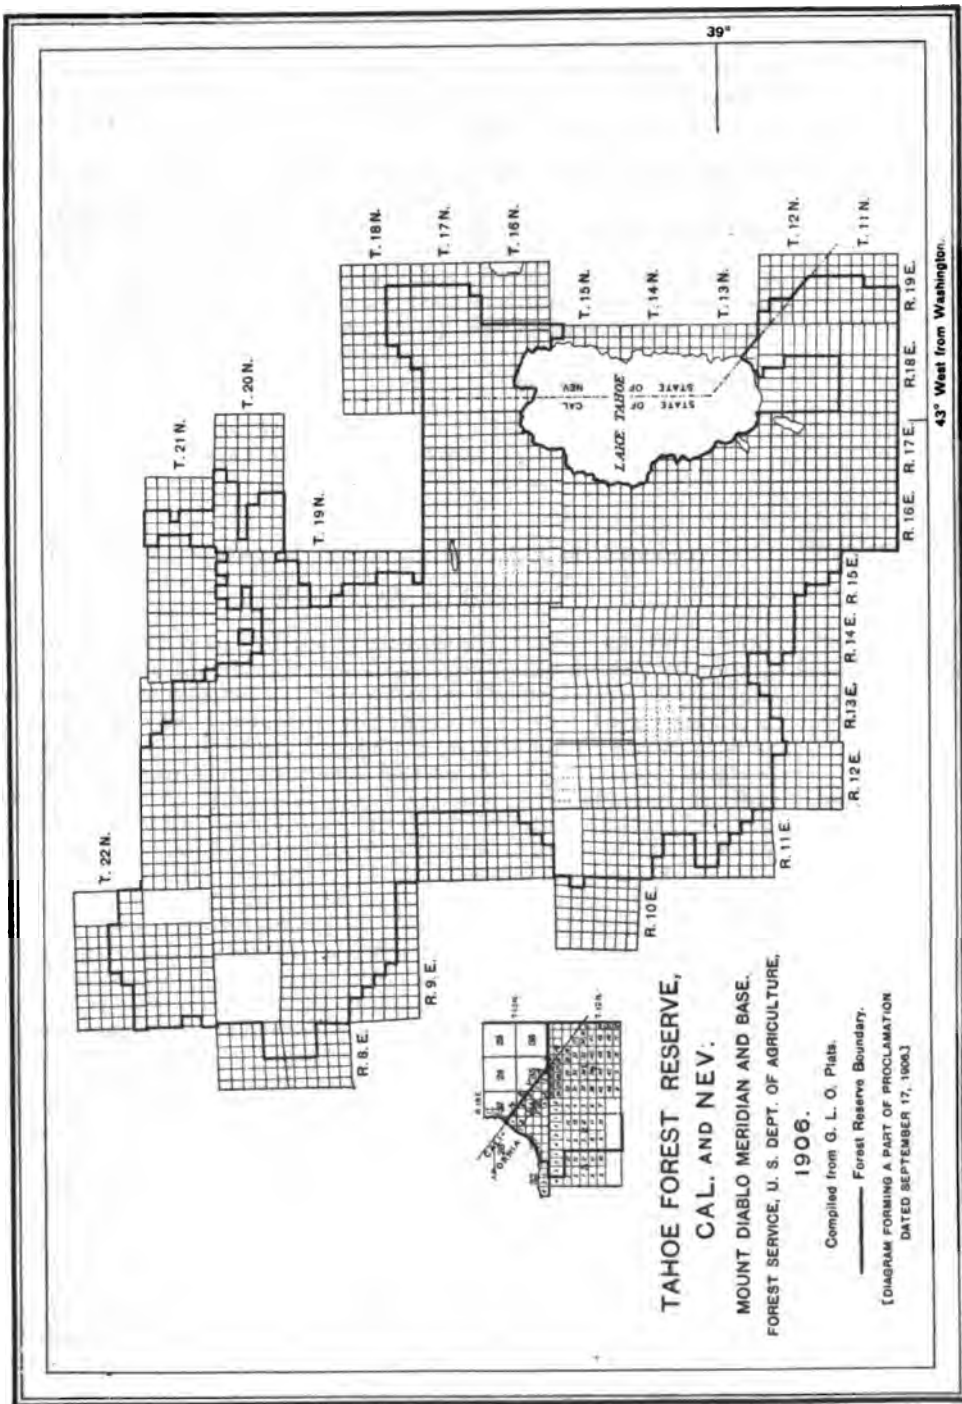 39°
T. 22 N.
T. 21 N.
T. 20 N.
T. 19 N.
T. 18 N.
T. 17 N.
T. 16 N.
T. 15 N.
T. 14 N.
T. 13 N.
T. 12 N.
T. 11 N.
R. 8. E.
R. 9. E.
R. 10 E.
R. 11 E.
R. 12 E.
R. 13 E.
R. 14 E.
R. 15 E.
R. 16 E.
R. 17 E.
R. 18 E.
R. 19 E.
LAKE TAHOE
STATE OF CAL.
STATE OF NEV.
43° West from Washington.
TAHOE FOREST RESERVE,
CAL. AND NEV.
MOUNT DIABLO MERIDIAN AND BASE.
FOREST SERVICE, U. S. DEPT. OF AGRICULTURE,
1906.
Compiled from G. L. O. Plats.
Forest Reserve Boundary.
[DIAGRAM FORMING A PART OF PROCLAMATION
DATED SEPTEMBER 17, 1906.]